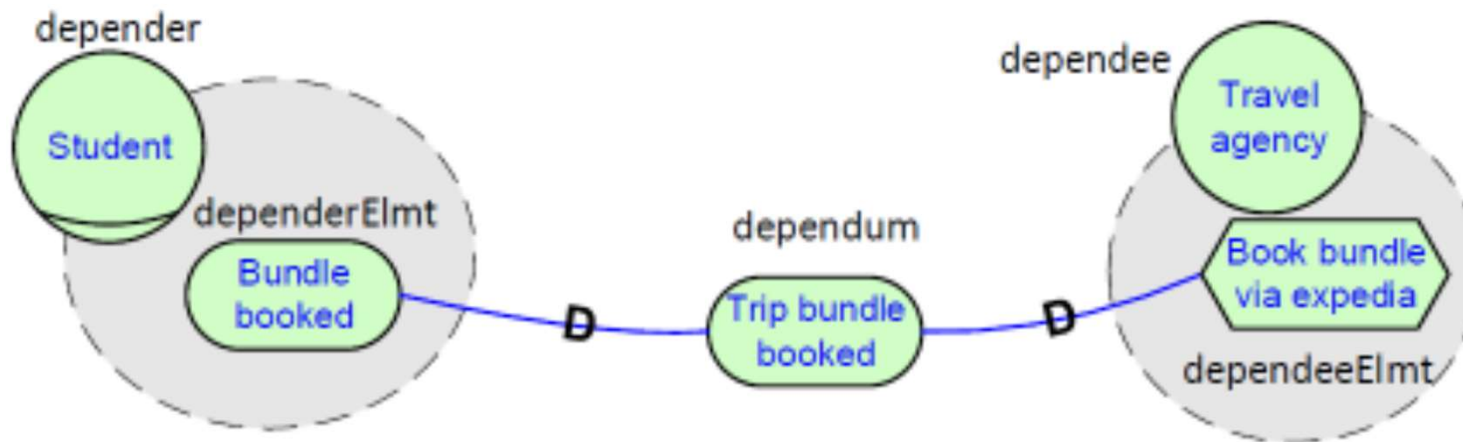 depender
Student
dependerElmt
Bundle
booked
D
dependum
Trip bundle
booked
D
dependee
Travel
agency
Book bundle
via expedia
dependeeElmt